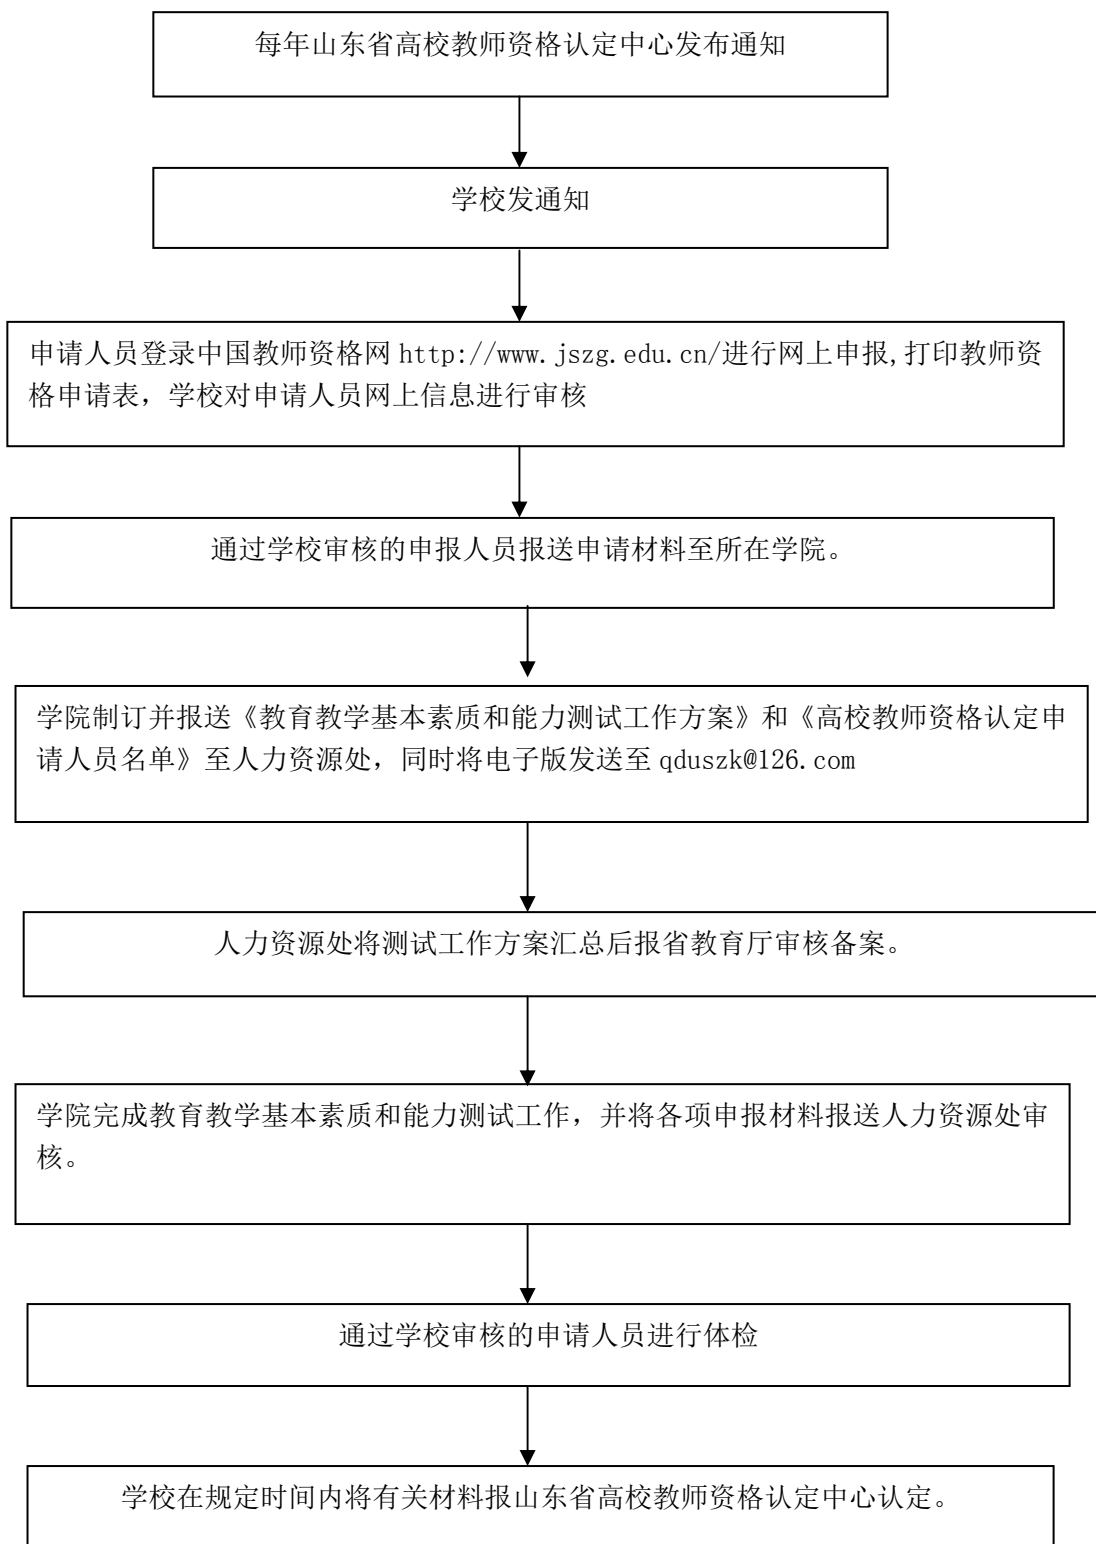 每年山东省高校教师资格认定中心发布通知
学校发通知
申请人员登录中国教师资格网 http://www.jszg.edu.cn/进行网上申报,打印教师资
格申请表，学校对申请人员网上信息进行审核
通过学校审核的申报人员报送申请材料至所在学院。
学院制订并报送《教育教学基本素质和能力测试工作方案》和《高校教师资格认定申
请人员名单》至人力资源处，同时将电子版发送至 qduszk@126.com
人力资源处将测试工作方案汇总后报省教育厅审核备案。
学院完成教育教学基本素质和能力测试工作，并将各项申报材料报送人力资源处审
核。
通过学校审核的申请人员进行体检
学校在规定时间内将有关材料报山东省高校教师资格认定中心认定。